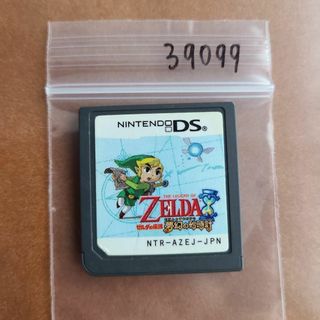 39099
NINTENDO DS
THE LEGEND OF
ZELDA
ゼルダの伝説
夢幻の砂時計
NTR-AZEJ-JPN